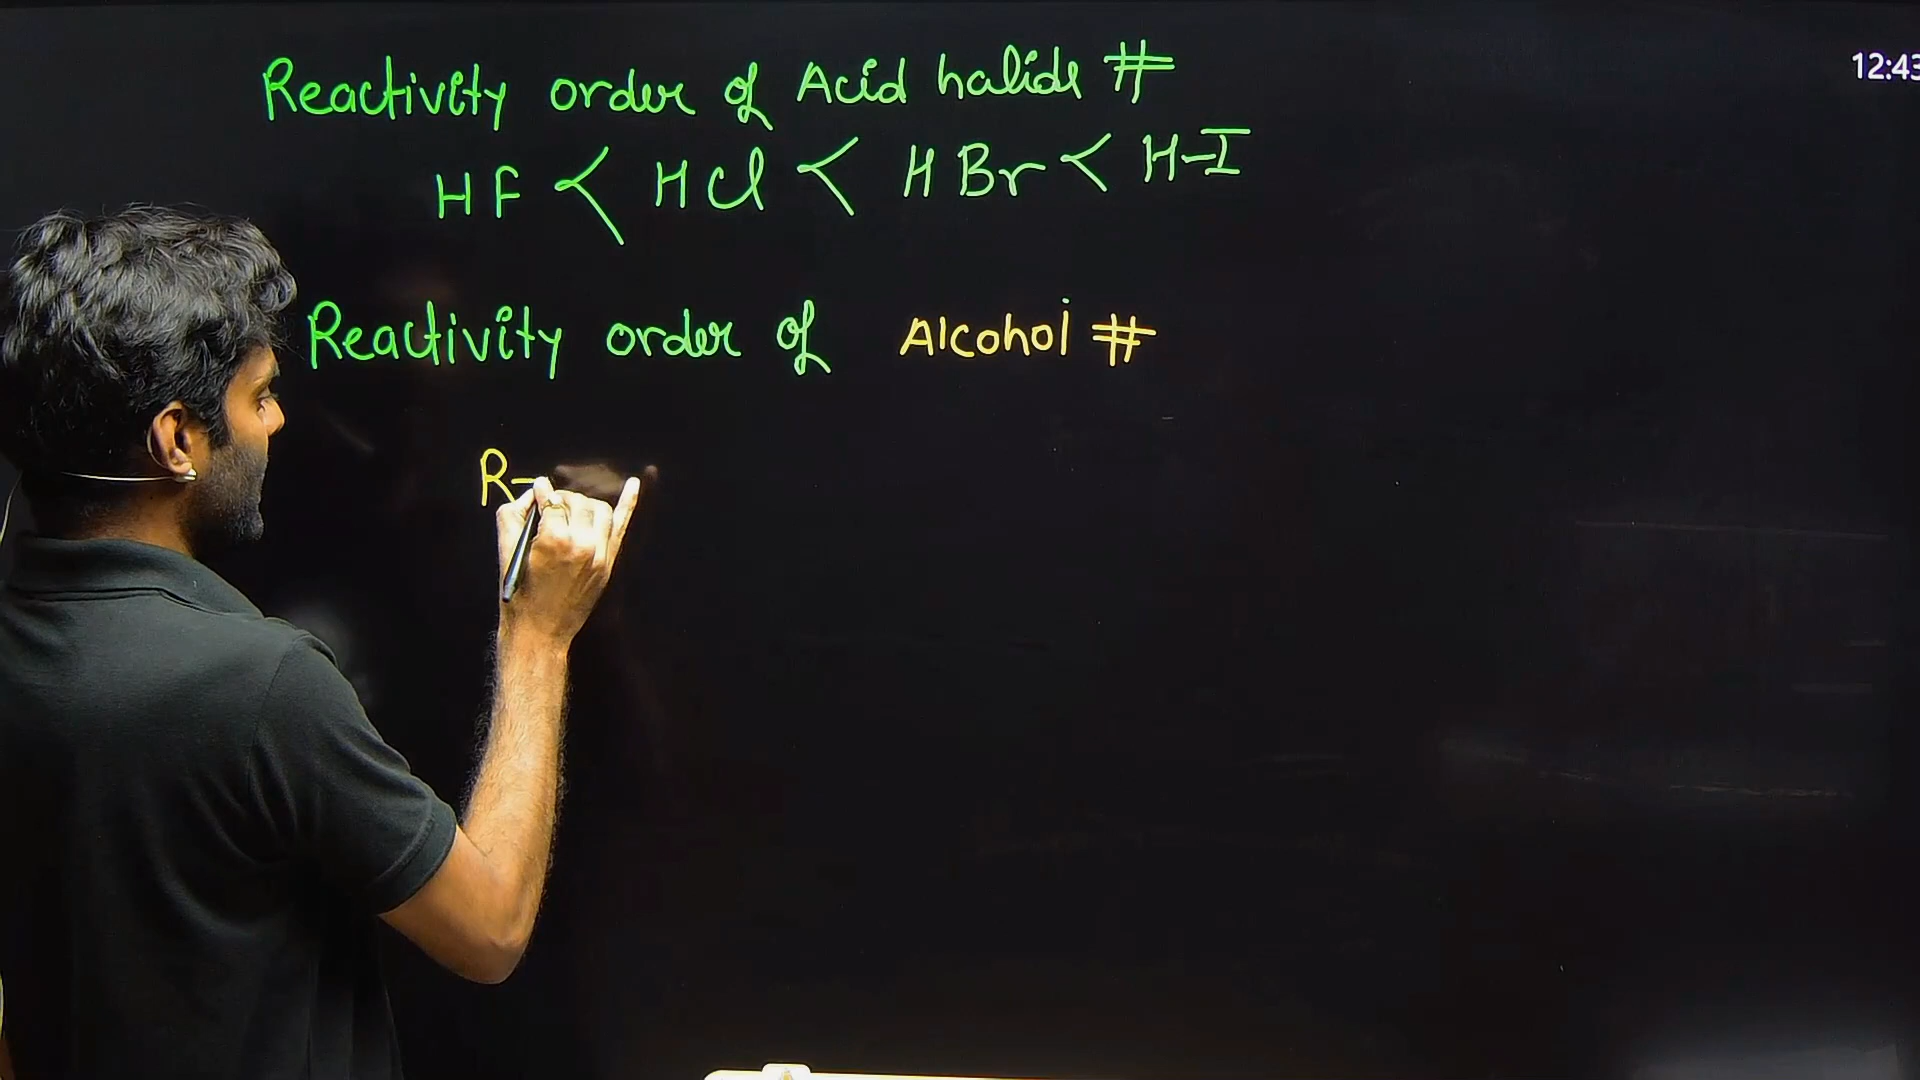 12:43
Reactivity order of Acid halide #
HF < HCl < HBr < H-I
Reactivity order of Alcohol #
R-